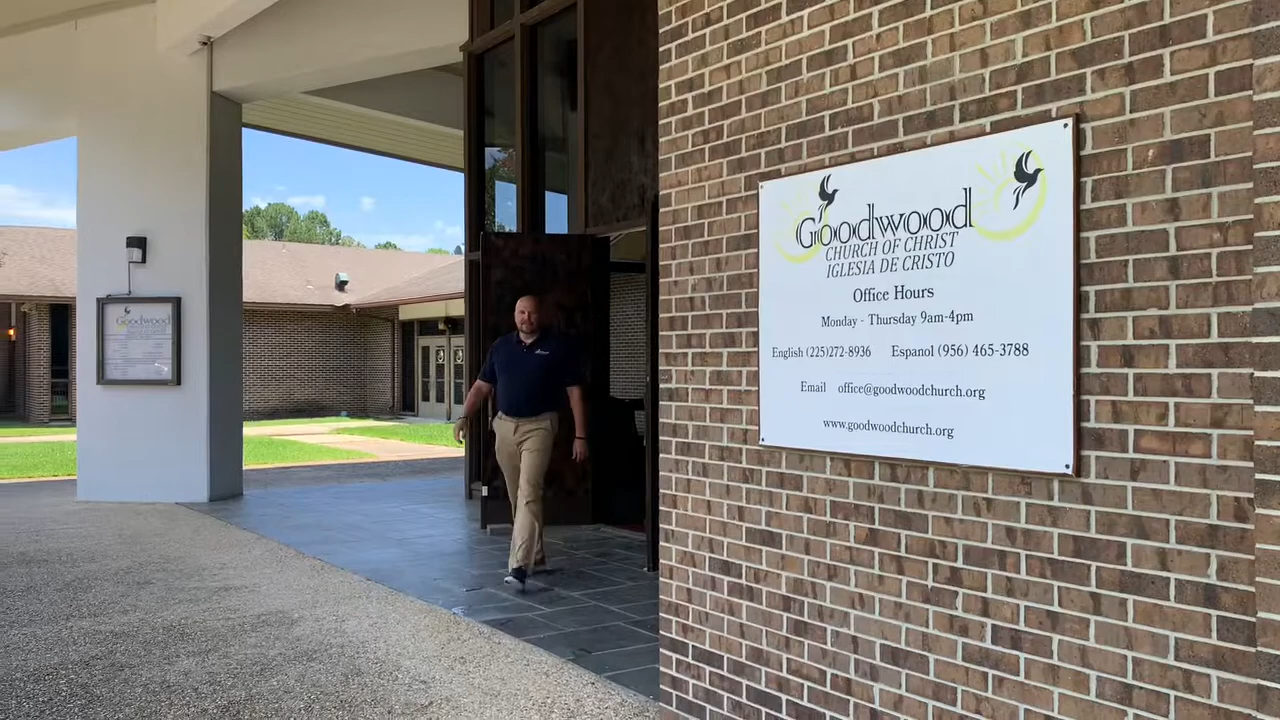 Goodwood
CHURCH OF CHRIST
IGLESIA DE CRISTO
Office Hours
Monday - Thursday 9am-4pm
English (225)272-8936 Espanol (956) 465-3788
Email office@goodwoodchurch.org
www.goodwoodchurch.org
Goodwood